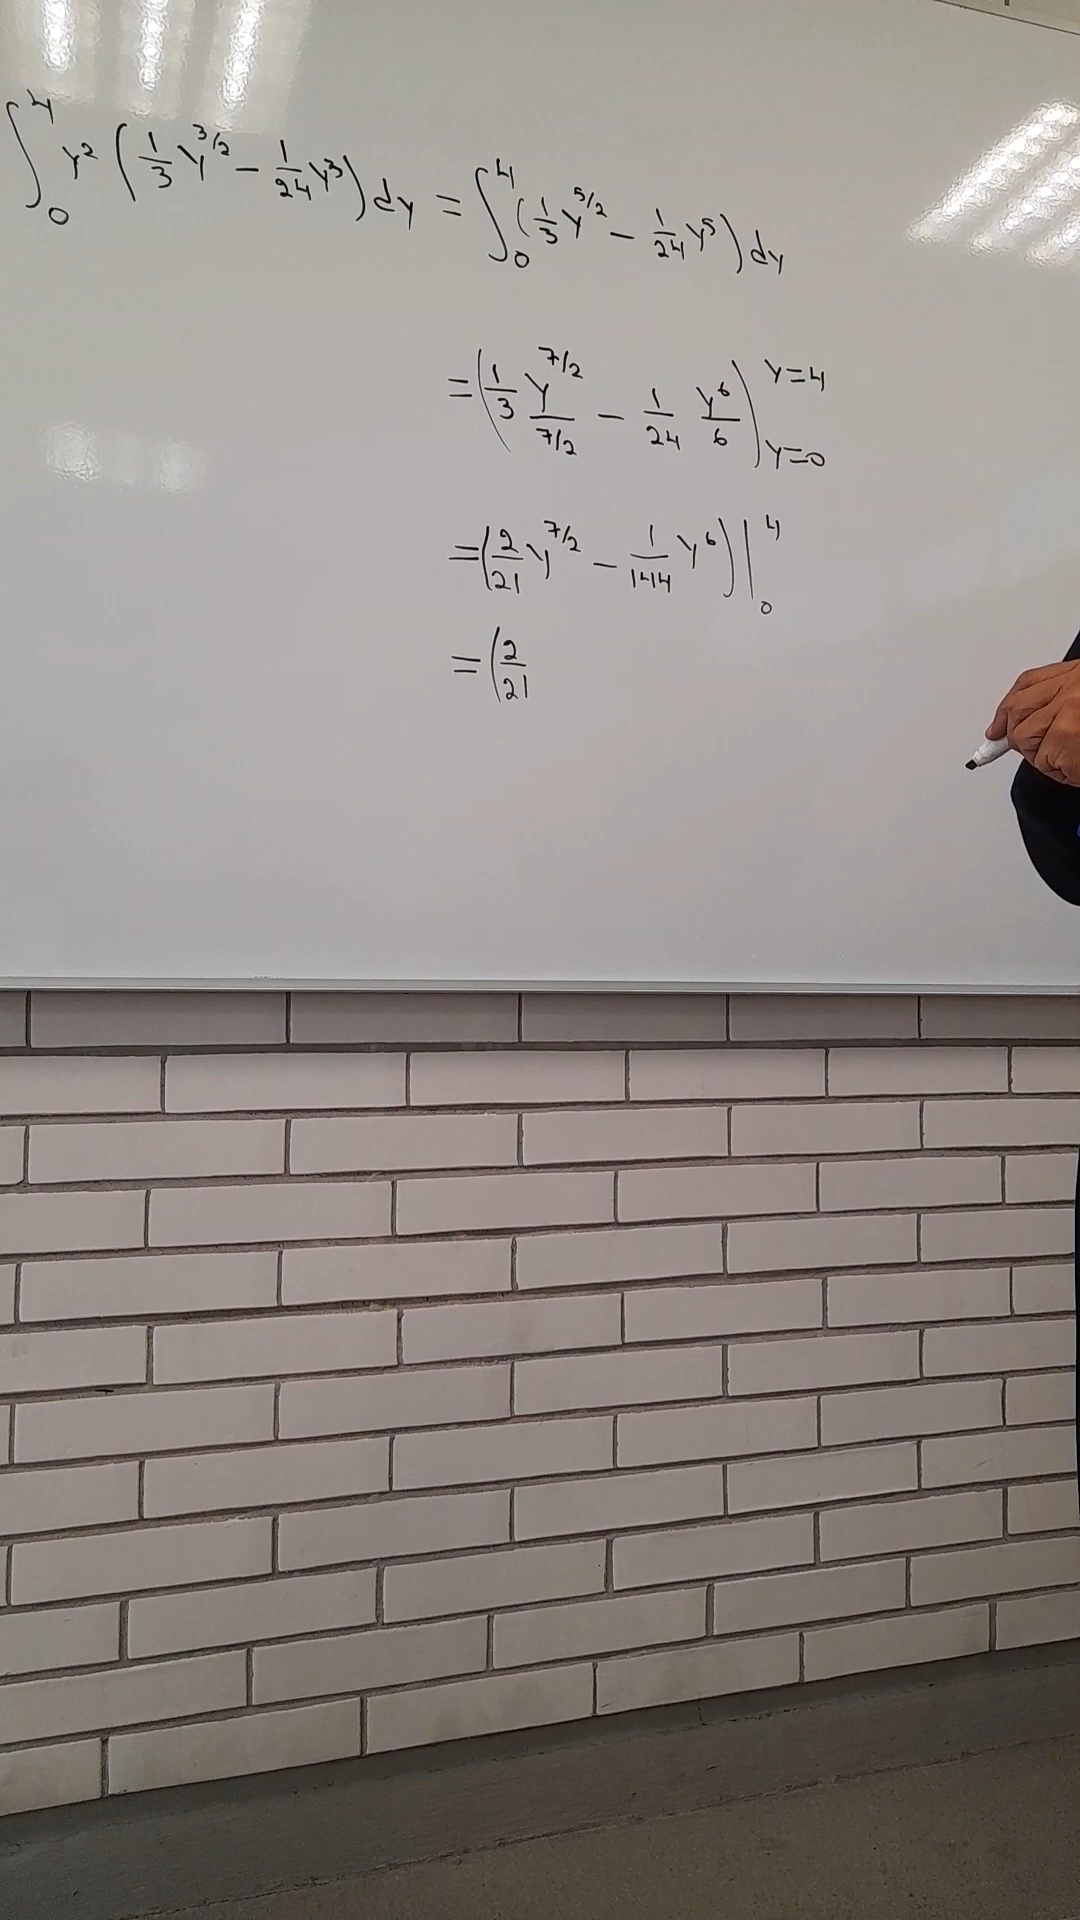 ∫₀⁴ y² (1/3 y^(3/2) − 1/24 y³) dy = ∫₀⁴ (1/3 y^(5/2) − 1/24 y⁵) dy
= (1/3 y^(7/2)/(7/2) − 1/24 y⁶/6) y=4 y=0
= (2/21 y^(7/2) − 1/144 y⁶) |₀⁴
= (2/21